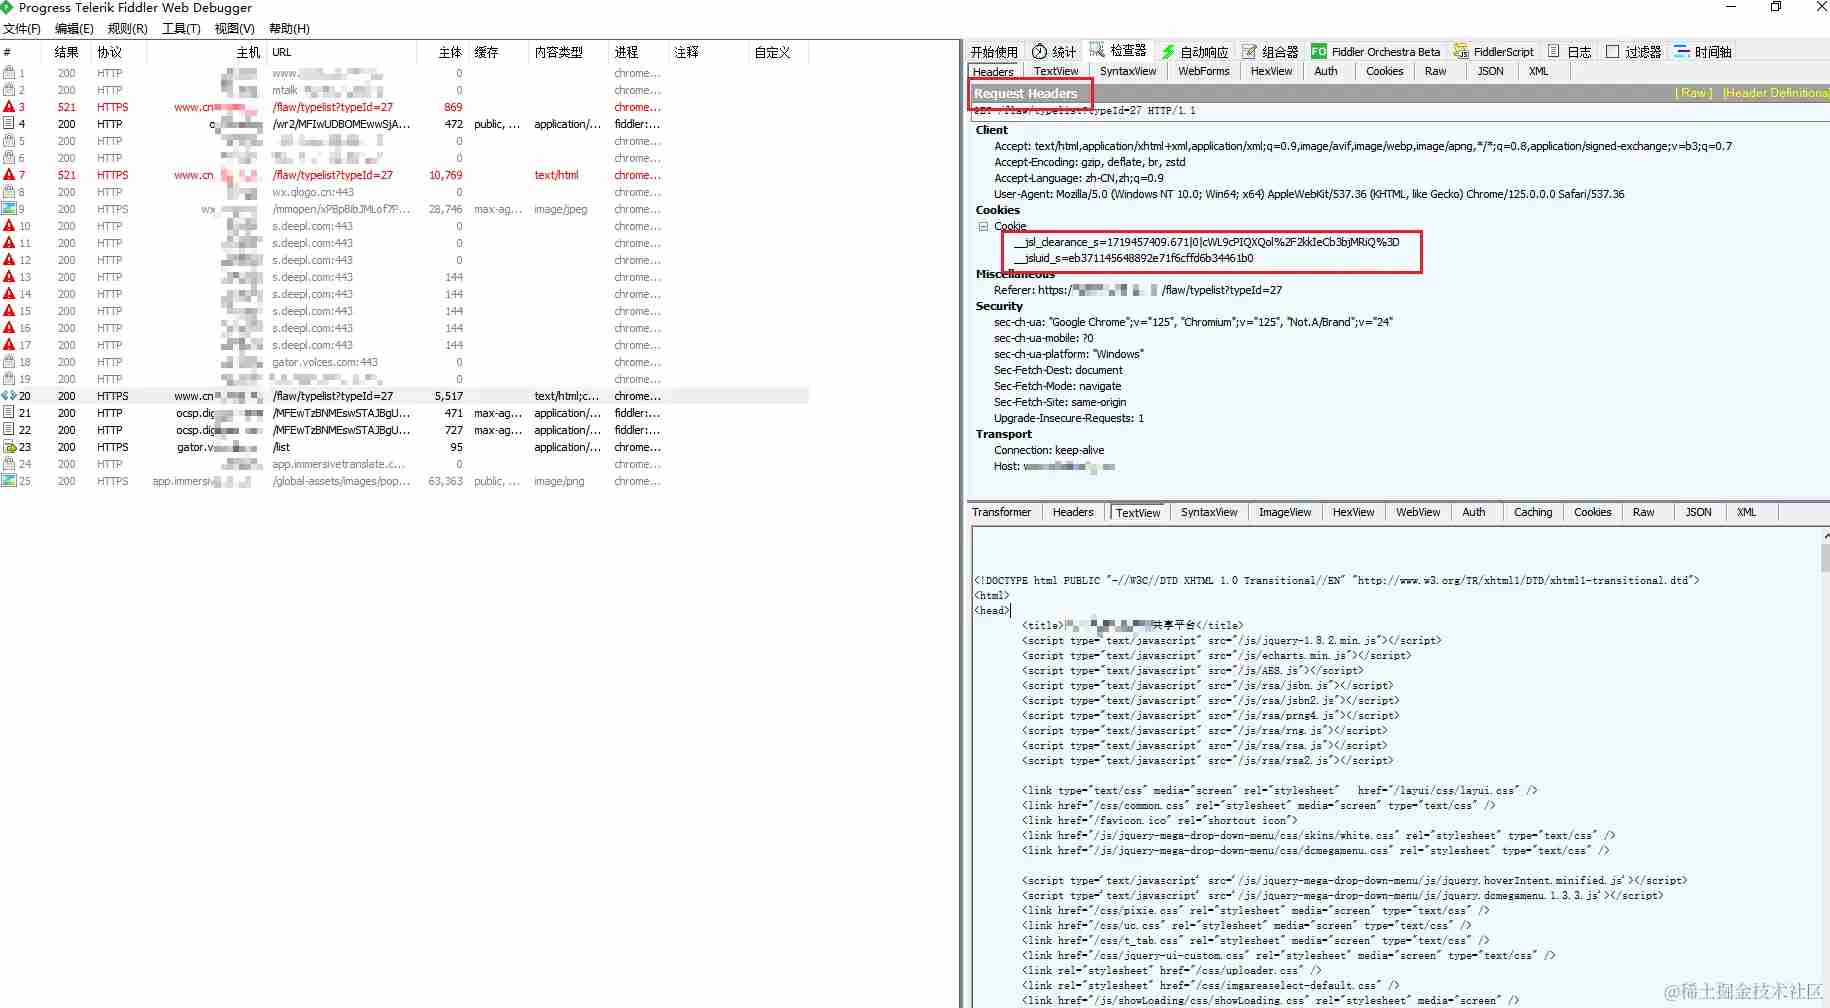 Progress Telerik Fiddler Web Debugger
文件(F) 编辑(E) 规则(R) 工具(T) 视图(V) 帮助(H)
# 结果 协议 主机 URL 主体 缓存 内容类型 进程 注释 自定义
1 200 HTTP www. 0 chrome...
2 200 HTTP mtalk 0 chrome...
3 521 HTTPS www.cn /flaw/typelist?typeId=27 869 chrome...
4 200 HTTP o /wr2/MFIwUDBOMEwwSjA... 472 public, ... application/... fiddler:...
5 200 HTTP 0 chrome...
6 200 HTTP 0 chrome...
7 521 HTTPS www.cn /flaw/typelist?typeId=27 10,769 text/html chrome...
8 200 HTTP wx.qlogo.cn:443 0 chrome...
9 200 HTTPS wx /mmopen/xPBpBibJMLof7P... 28,746 max-ag... image/jpeg chrome...
10 200 HTTP s.deepl.com:443 0 chrome...
11 200 HTTP s.deepl.com:443 0 chrome...
12 200 HTTP s.deepl.com:443 0 chrome...
13 200 HTTP s.deepl.com:443 144 chrome...
14 200 HTTP s.deepl.com:443 144 chrome...
15 200 HTTP s.deepl.com:443 144 chrome...
16 200 HTTP s.deepl.com:443 144 chrome...
17 200 HTTP s.deepl.com:443 144 chrome...
18 200 HTTP gator.volces.com:443 0 chrome...
19 200 HTTP 0 chrome...
20 200 HTTPS www.cn /flaw/typelist?typeId=27 5,517 text/html;c... chrome...
21 200 HTTP ocsp.dig /MFEwTzBNMEswSTAJBgU... 471 max-ag... application/... fiddler:...
22 200 HTTP ocsp.dig /MFEwTzBNMEswSTAJBgU... 727 max-ag... application/... fiddler:...
23 200 HTTPS gator.v /list 95 application/... chrome...
24 200 HTTP app.immersivetranslate.c... 0 chrome...
25 200 HTTPS app.immersiv /global-assets/images/pop... 63,363 public, ... image/png chrome...
开始使用 统计 检查器 自动响应 组合器 FO Fiddler Orchestra Beta FiddlerScript 日志 过滤器 时间轴
Headers TextView SyntaxView WebForms HexView Auth Cookies Raw JSON XML
Request Headers [ Raw ] [Header Definitions
GET /flaw/typelist?typeId=27 HTTP/1.1
Client
Accept: text/html,application/xhtml+xml,application/xml;q=0.9,image/avif,image/webp,image/apng,*/*;q=0.8,application/signed-exchange;v=b3;q=0.7
Accept-Encoding: gzip, deflate, br, zstd
Accept-Language: zh-CN,zh;q=0.9
User-Agent: Mozilla/5.0 (Windows NT 10.0; Win64; x64) AppleWebKit/537.36 (KHTML, like Gecko) Chrome/125.0.0.0 Safari/537.36
Cookies
Cookie
__jsl_clearance_s=1719457409.671|0|cWL9cPIQXQol%2F2kkIeCb3bjMRiQ%3D
__jsluid_s=eb371145648892e71f6cffd6b34461b0
Miscellaneous
Referer: https:/ /flaw/typelist?typeId=27
Security
sec-ch-ua: "Google Chrome";v="125", "Chromium";v="125", "Not.A/Brand";v="24"
sec-ch-ua-mobile: ?0
sec-ch-ua-platform: "Windows"
Sec-Fetch-Dest: document
Sec-Fetch-Mode: navigate
Sec-Fetch-Site: same-origin
Upgrade-Insecure-Requests: 1
Transport
Connection: keep-alive
Host:
Transformer Headers TextView SyntaxView ImageView HexView WebView Auth Caching Cookies Raw JSON XML
<!DOCTYPE html PUBLIC "-//W3C//DTD XHTML 1.0 Transitional//EN" "http://www.w3.org/TR/xhtml1/DTD/xhtml1-transitional.dtd">
<html>
<head>
<title> 共享平台</title>
<script type="text/javascript" src="/js/jquery-1.8.2.min.js"></script>
<script type="text/javascript" src="/js/echarts.min.js"></script>
<script type="text/javascript" src="/js/AES.js"></script>
<script type="text/javascript" src="/js/rsa/jsbn.js"></script>
<script type="text/javascript" src="/js/rsa/jsbn2.js"></script>
<script type="text/javascript" src="/js/rsa/prng4.js"></script>
<script type="text/javascript" src="/js/rsa/rng.js"></script>
<script type="text/javascript" src="/js/rsa/rsa.js"></script>
<script type="text/javascript" src="/js/rsa/rsa2.js"></script>
<link type="text/css" media="screen" rel="stylesheet" href="/layui/css/layui.css" />
<link href="/css/common.css" rel="stylesheet" media="screen" type="text/css" />
<link href="/favicon.ico" rel="shortcut icon">
<link href="/js/jquery-mega-drop-down-menu/css/skins/white.css" rel="stylesheet" type="text/css" />
<link href="/js/jquery-mega-drop-down-menu/css/dcmegamenu.css" rel="stylesheet" type="text/css" />
<script type='text/javascript' src='/js/jquery-mega-drop-down-menu/js/jquery.hoverIntent.minified.js'></script>
<script type='text/javascript' src='/js/jquery-mega-drop-down-menu/js/jquery.dcmegamenu.1.3.3.js'></script>
<link href="/css/pixie.css" rel="stylesheet" media="screen" type="text/css" />
<link href="/css/uc.css" rel="stylesheet" media="screen" type="text/css" />
<link href="/css/t_tab.css" rel="stylesheet" media="screen" type="text/css" />
<link href="/css/jquery-ui-custom.css" rel="stylesheet" media="screen" type="text/css" />
<link rel="stylesheet" href="/css/uploader.css" />
<link rel="stylesheet" href="/css/imgareaselect-default.css" />
<link href="/js/showLoading/css/showLoading.css" rel="stylesheet" media="screen" />
@稀土掘金技术社区